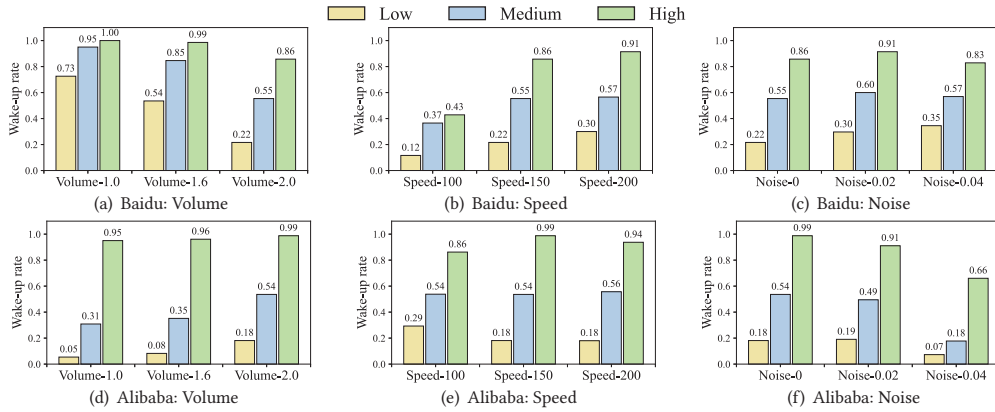 Low Medium High
Wake-up rate
1.0
0.8
0.6
0.4
0.2
0.0
0.73 0.95 1.00 0.54 0.85 0.99 0.22 0.55 0.86
Volume-1.0 Volume-1.6 Volume-2.0
(a) Baidu: Volume
Wake-up rate
1.0
0.8
0.6
0.4
0.2
0.0
0.12 0.37 0.43 0.22 0.55 0.86 0.30 0.57 0.91
Speed-100 Speed-150 Speed-200
(b) Baidu: Speed
Wake-up rate
1.0
0.8
0.6
0.4
0.2
0.0
0.22 0.55 0.86 0.30 0.60 0.91 0.35 0.57 0.83
Noise-0 Noise-0.02 Noise-0.04
(c) Baidu: Noise
Wake-up rate
1.0
0.8
0.6
0.4
0.2
0.0
0.05 0.31 0.95 0.08 0.35 0.96 0.18 0.54 0.99
Volume-1.0 Volume-1.6 Volume-2.0
(d) Alibaba: Volume
Wake-up rate
1.0
0.8
0.6
0.4
0.2
0.0
0.29 0.54 0.86 0.18 0.54 0.99 0.18 0.56 0.94
Speed-100 Speed-150 Speed-200
(e) Alibaba: Speed
Wake-up rate
1.0
0.8
0.6
0.4
0.2
0.0
0.18 0.54 0.99 0.19 0.49 0.91 0.07 0.18 0.66
Noise-0 Noise-0.02 Noise-0.04
(f) Alibaba: Noise